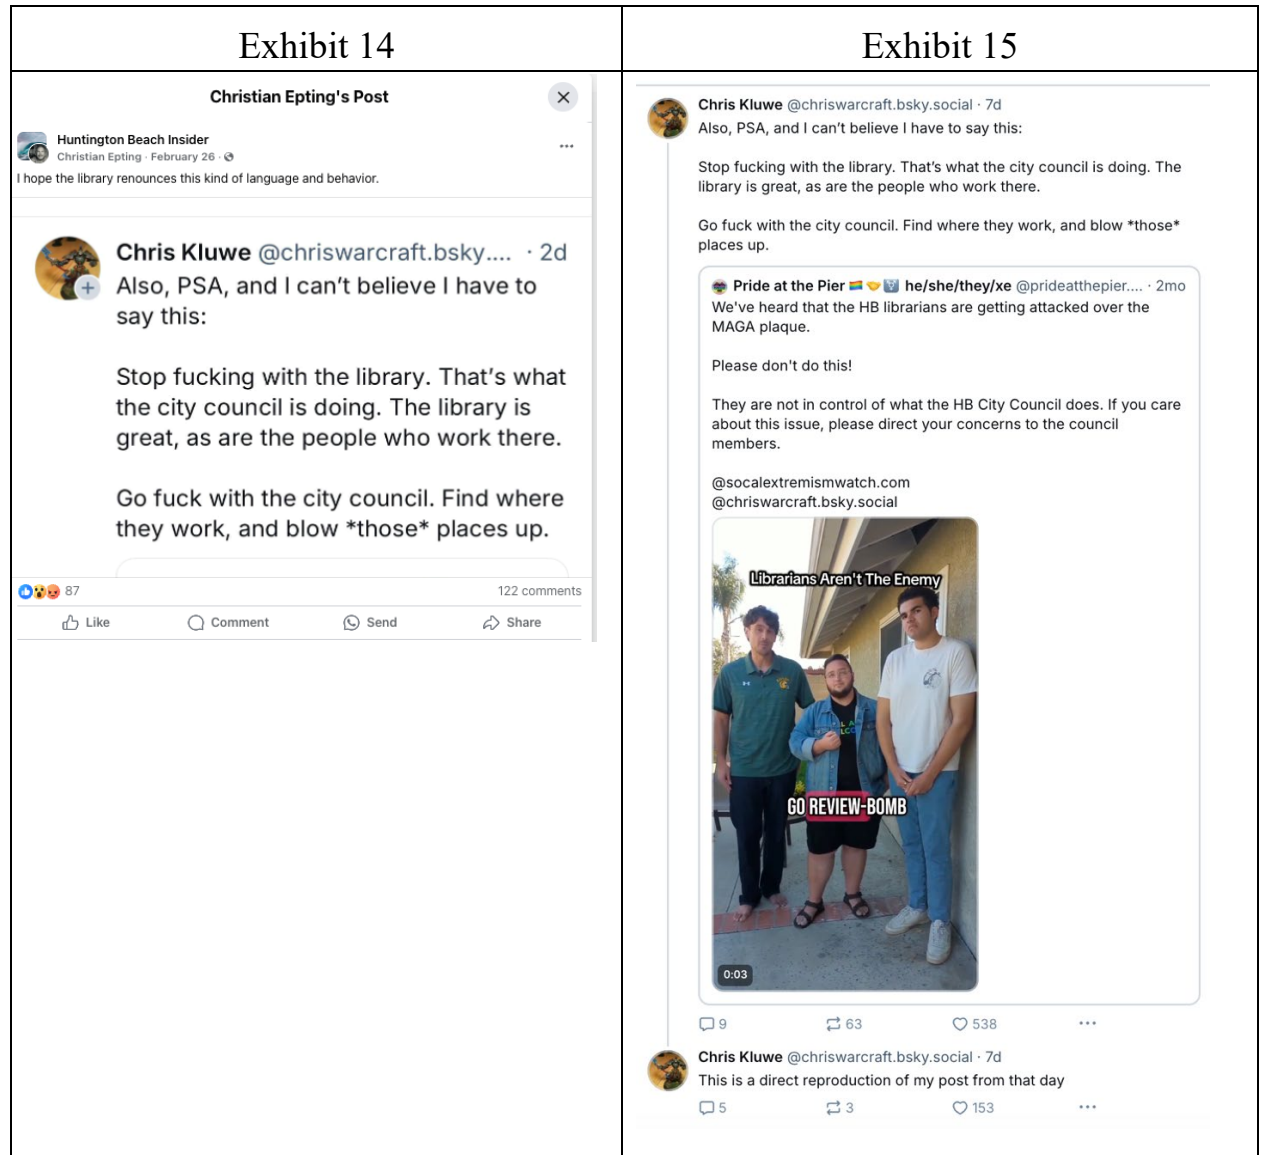 Exhibit 14
Christian Epting's Post
Huntington Beach Insider
Christian Epting · February 26 ·
I hope the library renounces this kind of language and behavior.
Chris Kluwe @chriswarcraft.bsky.... · 2d
Also, PSA, and I can’t believe I have to
say this:
Stop fucking with the library. That’s what
the city council is doing. The library is
great, as are the people who work there.
Go fuck with the city council. Find where
they work, and blow *those* places up.
87
122 comments
Like
Comment
Send
Share
Exhibit 15
Chris Kluwe @chriswarcraft.bsky.social · 7d
Also, PSA, and I can’t believe I have to say this:
Stop fucking with the library. That’s what the city council is doing. The
library is great, as are the people who work there.
Go fuck with the city council. Find where they work, and blow *those*
places up.
Pride at the Pier he/she/they/xe @prideatthepier.... · 2mo
We've heard that the HB librarians are getting attacked over the
MAGA plaque.
Please don't do this!
They are not in control of what the HB City Council does. If you care
about this issue, please direct your concerns to the council
members.
@socalextremismwatch.com
@chriswarcraft.bsky.social
Librarians Aren't The Enemy
GO REVIEW-BOMB
0:03
9
63
538
Chris Kluwe @chriswarcraft.bsky.social · 7d
This is a direct reproduction of my post from that day
5
3
153